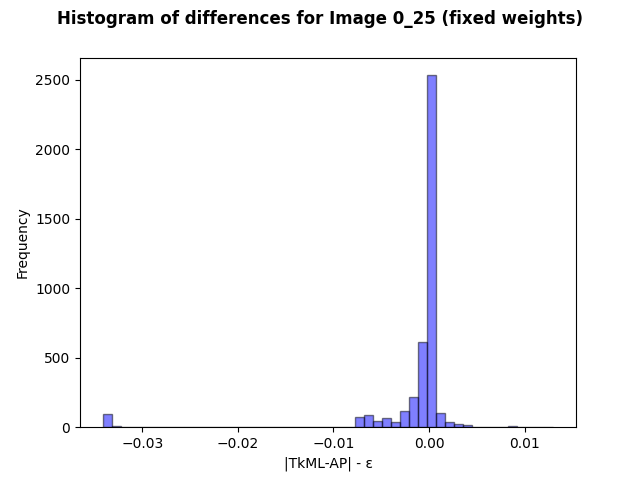 Histogram of differences for Image 0_25 (fixed weights)
2500
2000
1500
1000
500
0
Frequency
−0.03 −0.02 −0.01 0.00 0.01
|TkML-AP| - ε